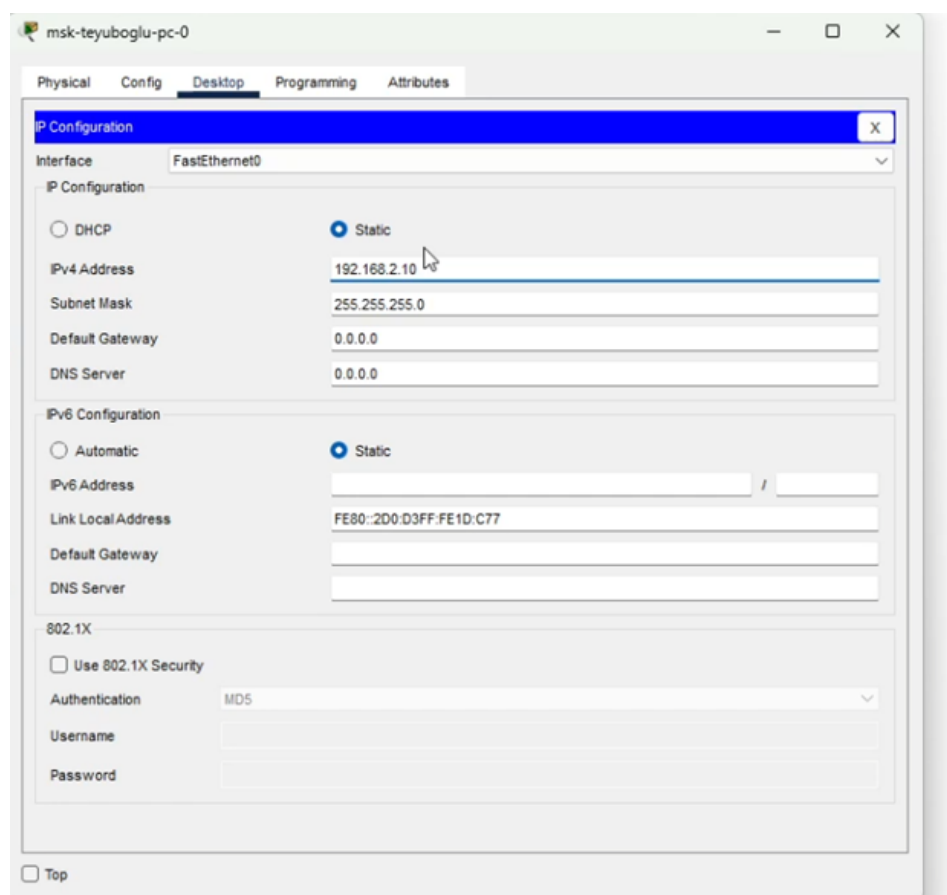 msk-teyuboglu-pc-0
Physical Config Desktop Programming Attributes
IP Configuration X
Interface FastEthernet0
IP Configuration
DHCP Static
IPv4 Address 192.168.2.10
Subnet Mask 255.255.255.0
Default Gateway 0.0.0.0
DNS Server 0.0.0.0
IPv6 Configuration
Automatic Static
IPv6 Address /
Link Local Address FE80::2D0:D3FF:FE1D:C77
Default Gateway
DNS Server
802.1X
Use 802.1X Security
Authentication MD5
Username
Password
Top